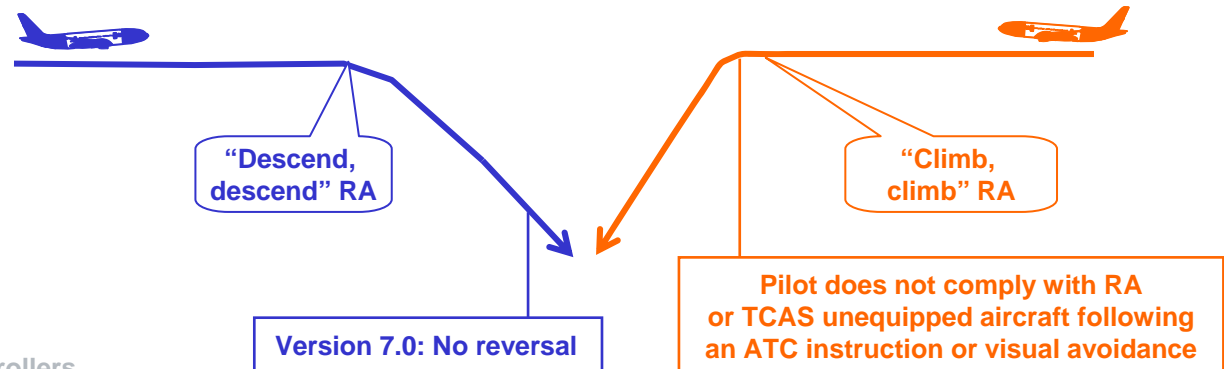 “Descend,
descend” RA
“Climb,
climb” RA
Pilot does not comply with RA
or TCAS unequipped aircraft following
an ATC instruction or visual avoidance
Version 7.0: No reversal